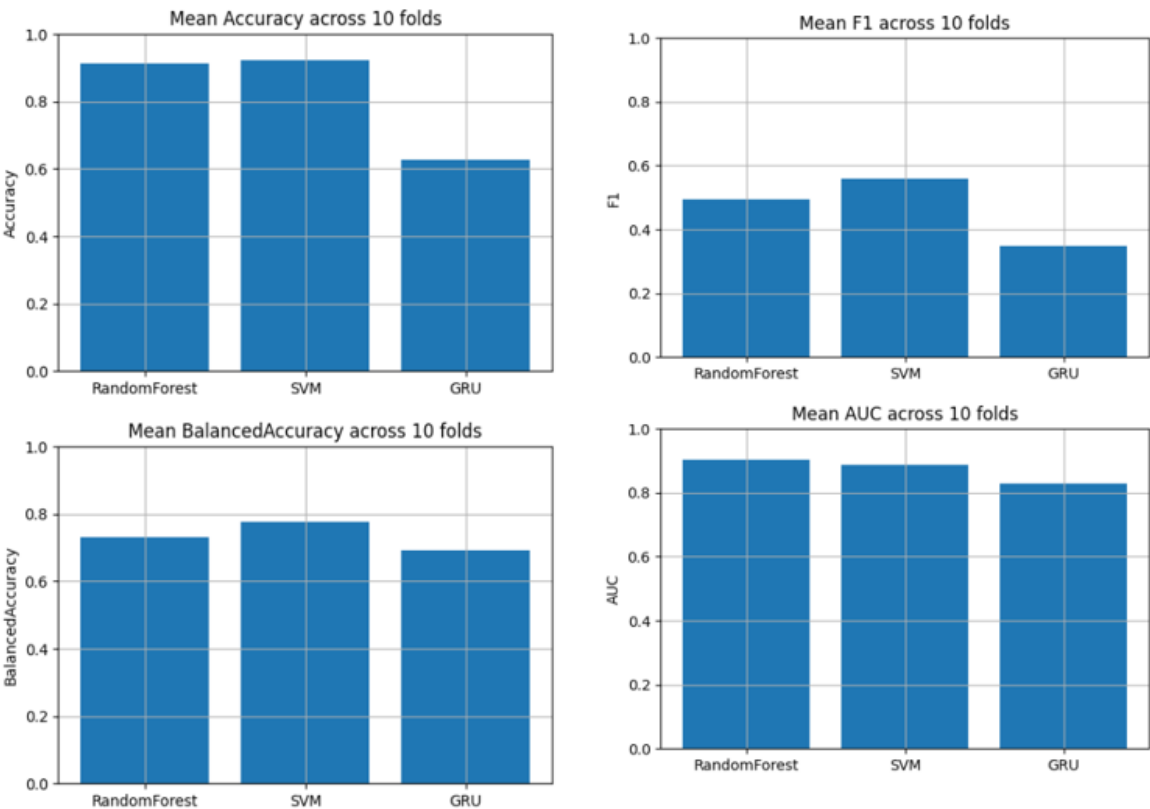 Mean Accuracy across 10 folds
1.0
0.8
0.6
0.4
0.2
0.0
Accuracy
RandomForest SVM GRU
Mean F1 across 10 folds
1.0
0.8
0.6
0.4
0.2
0.0
F1
RandomForest SVM GRU
Mean BalancedAccuracy across 10 folds
1.0
0.8
0.6
0.4
0.2
0.0
BalancedAccuracy
RandomForest SVM GRU
Mean AUC across 10 folds
1.0
0.8
0.6
0.4
0.2
0.0
AUC
RandomForest SVM GRU